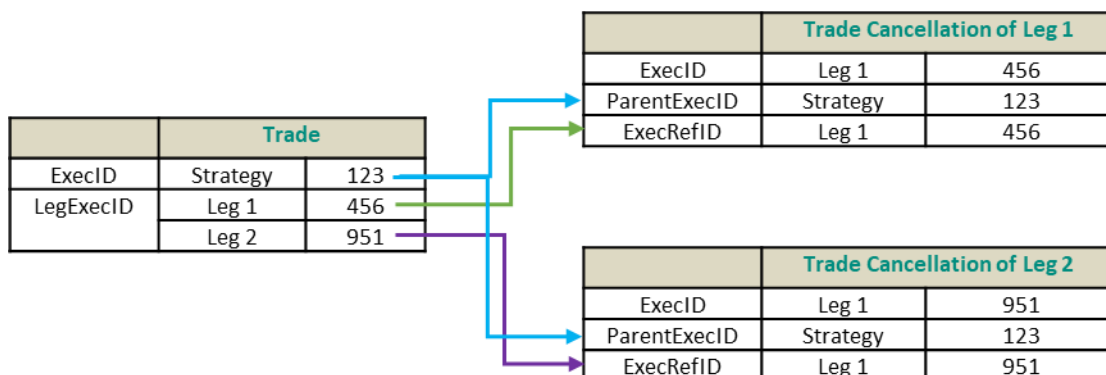 Trade
ExecID Strategy 123
LegExecID Leg 1 456
Leg 2 951
Trade Cancellation of Leg 1
ExecID Leg 1 456
ParentExecID Strategy 123
ExecRefID Leg 1 456
Trade Cancellation of Leg 2
ExecID Leg 1 951
ParentExecID Strategy 123
ExecRefID Leg 1 951